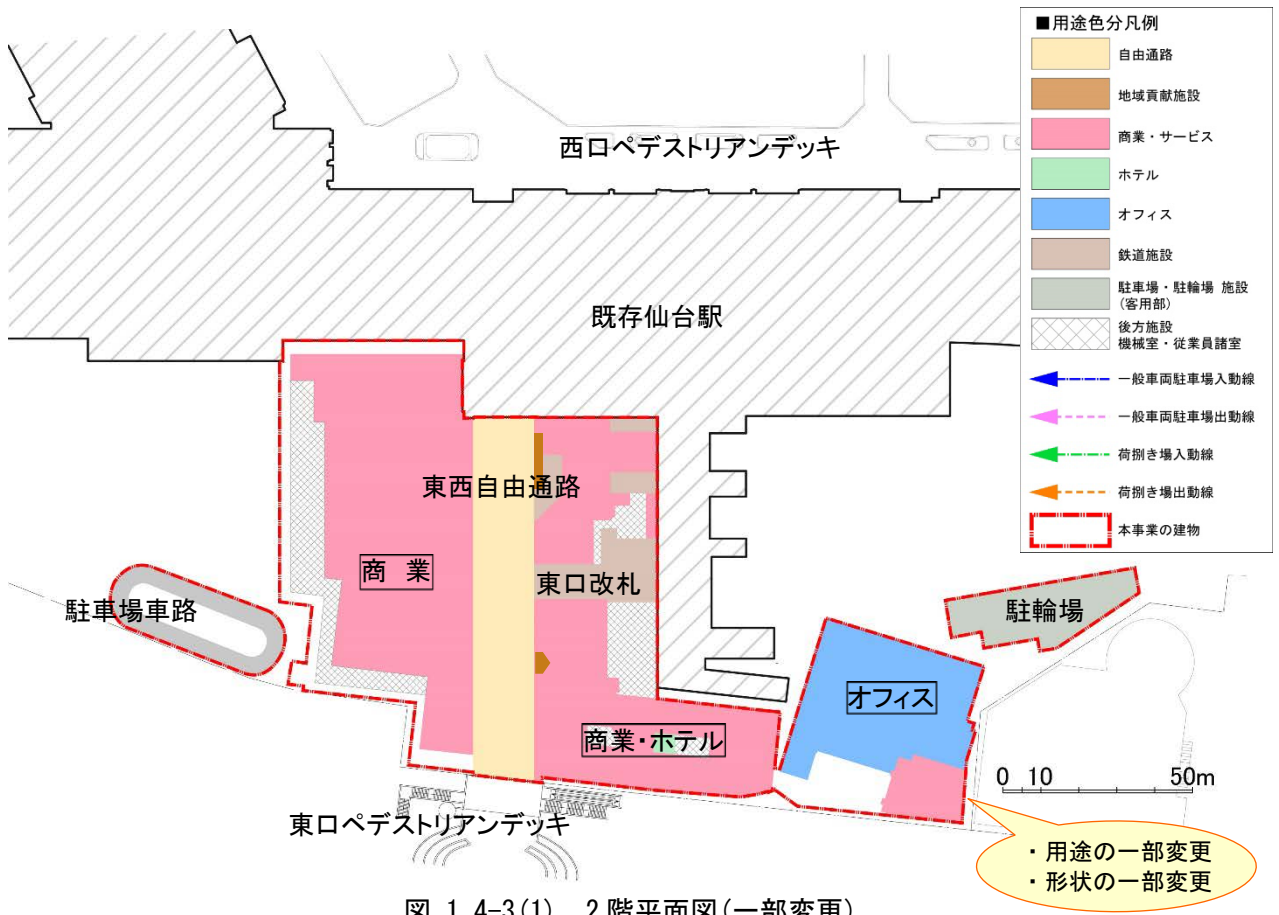 ■用途色分凡例
自由通路
地域貢献施設
商業・サービス
ホテル
オフィス
鉄道施設
駐車場・駐輪場 施設
(客用部)
後方施設
機械室・従業員諸室
一般車両駐車場入動線
一般車両駐車場出動線
荷捌き場入動線
荷捌き場出動線
本事業の建物
西口ペデストリアンデッキ
既存仙台駅
東西自由通路
商 業
東口改札
駐車場車路
駐輪場
オフィス
商業・ホテル
0 10 50m
東口ペデストリアンデッキ
・用途の一部変更
・形状の一部変更
図 1.4-3(1) 2階平面図(一部変更)